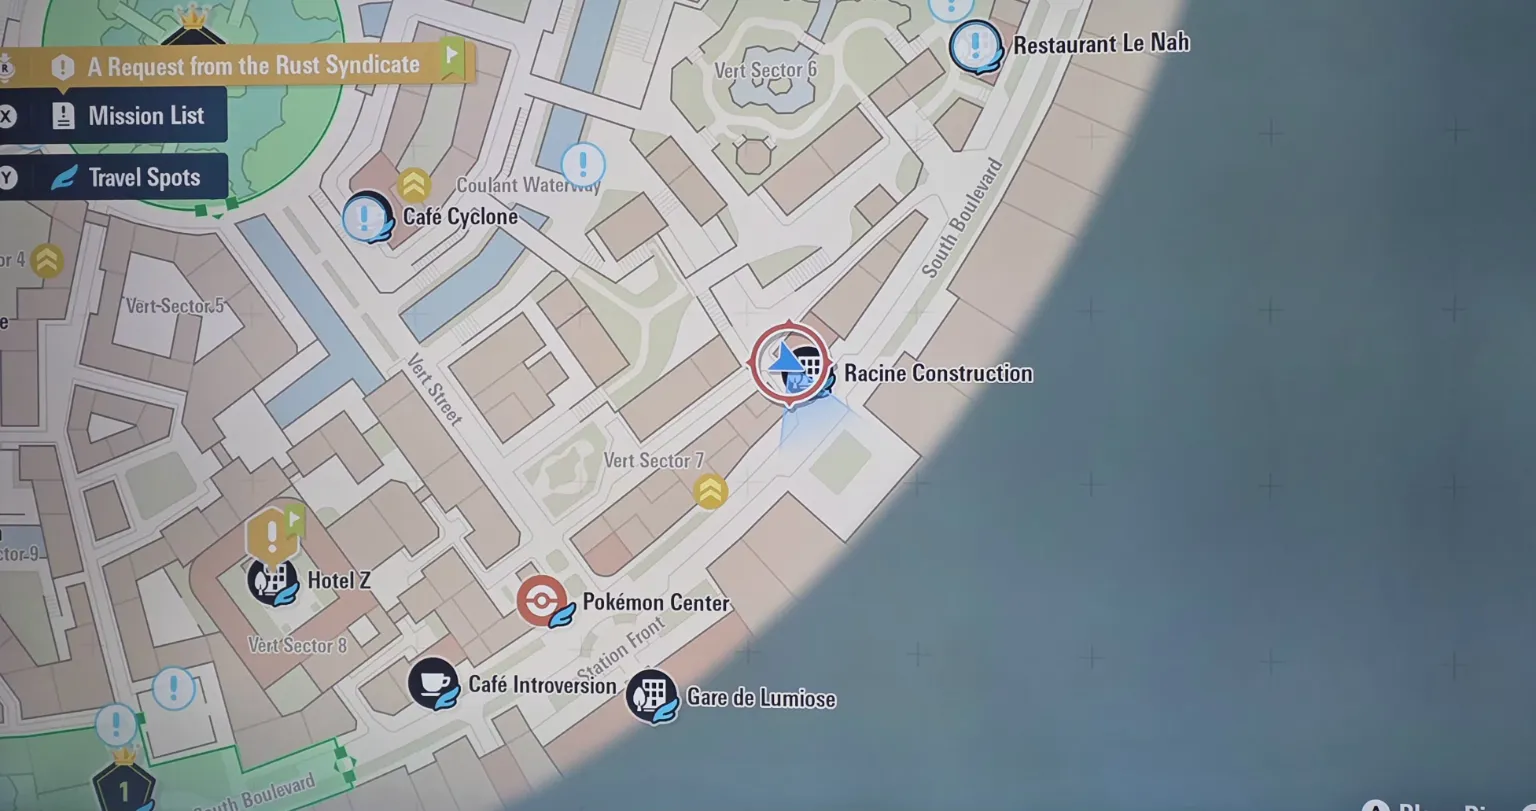 Restaurant Le Nah
A Request from the Rust Syndicate
R
Vert Sector 6
X
Mission List
Y
Travel Spots
Coulant Waterway
Café Cyclone
South Boulevard
Vert Sector 5
Racine Construction
Vert Street
Vert Sector 7
Hotel Z
Pokémon Center
Vert Sector 8
Station Front
Café Introversion
Gare de Lumiose
1
South Boulevard